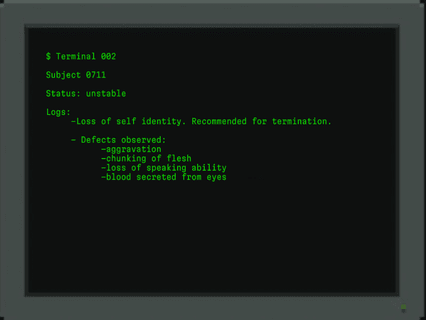 $ Terminal 002
Subject 0711
Status: unstable
Logs:
-Loss of self identity. Recommended for termination.
- Defects observed:
-aggravation
-chunking of flesh
-loss of speaking ability
-blood secreted from eyes